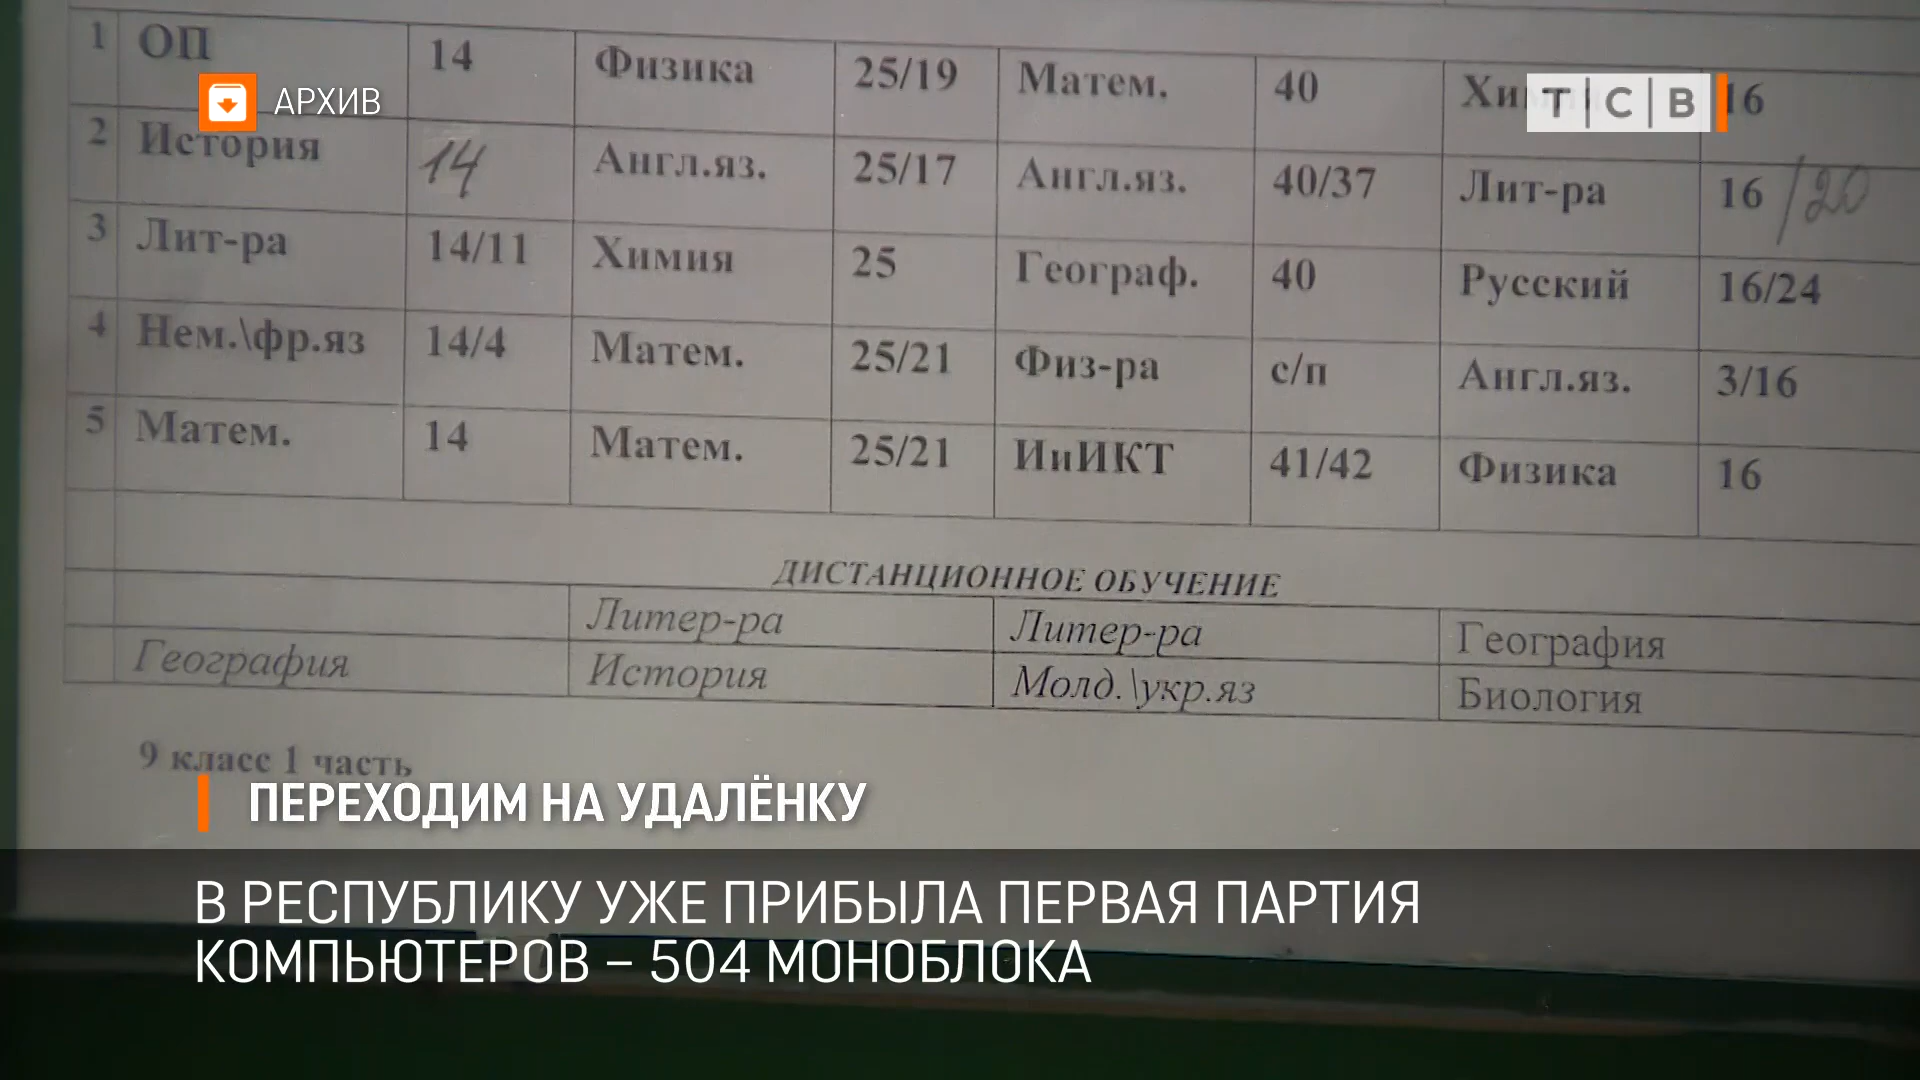 1 ОП 14 Физика 25/19 Матем. 40 16
АРХИВ
Т|С|В
2 История 14 Англ.яз. 25/17 Англ.яз. 40/37 Лит-ра 16 /20
3 Лит-ра 14/11 Химия 25 Географ. 40 Русский 16/24
4 Нем.\фр.яз 14/4 Матем. 25/21 Физ-ра с/п Англ.яз. 3/16
5 Матем. 14 Матем. 25/21 ИиИКТ 41/42 Физика 16
ДИСТАНЦИОННОЕ ОБУЧЕНИЕ
Литер-ра Литер-ра География
География История Молд.\укр.яз Биология
9 класс 1 часть
ПЕРЕХОДИМ НА УДАЛЁНКУ
В РЕСПУБЛИКУ УЖЕ ПРИБЫЛА ПЕРВАЯ ПАРТИЯ
КОМПЬЮТЕРОВ – 504 МОНОБЛОКА